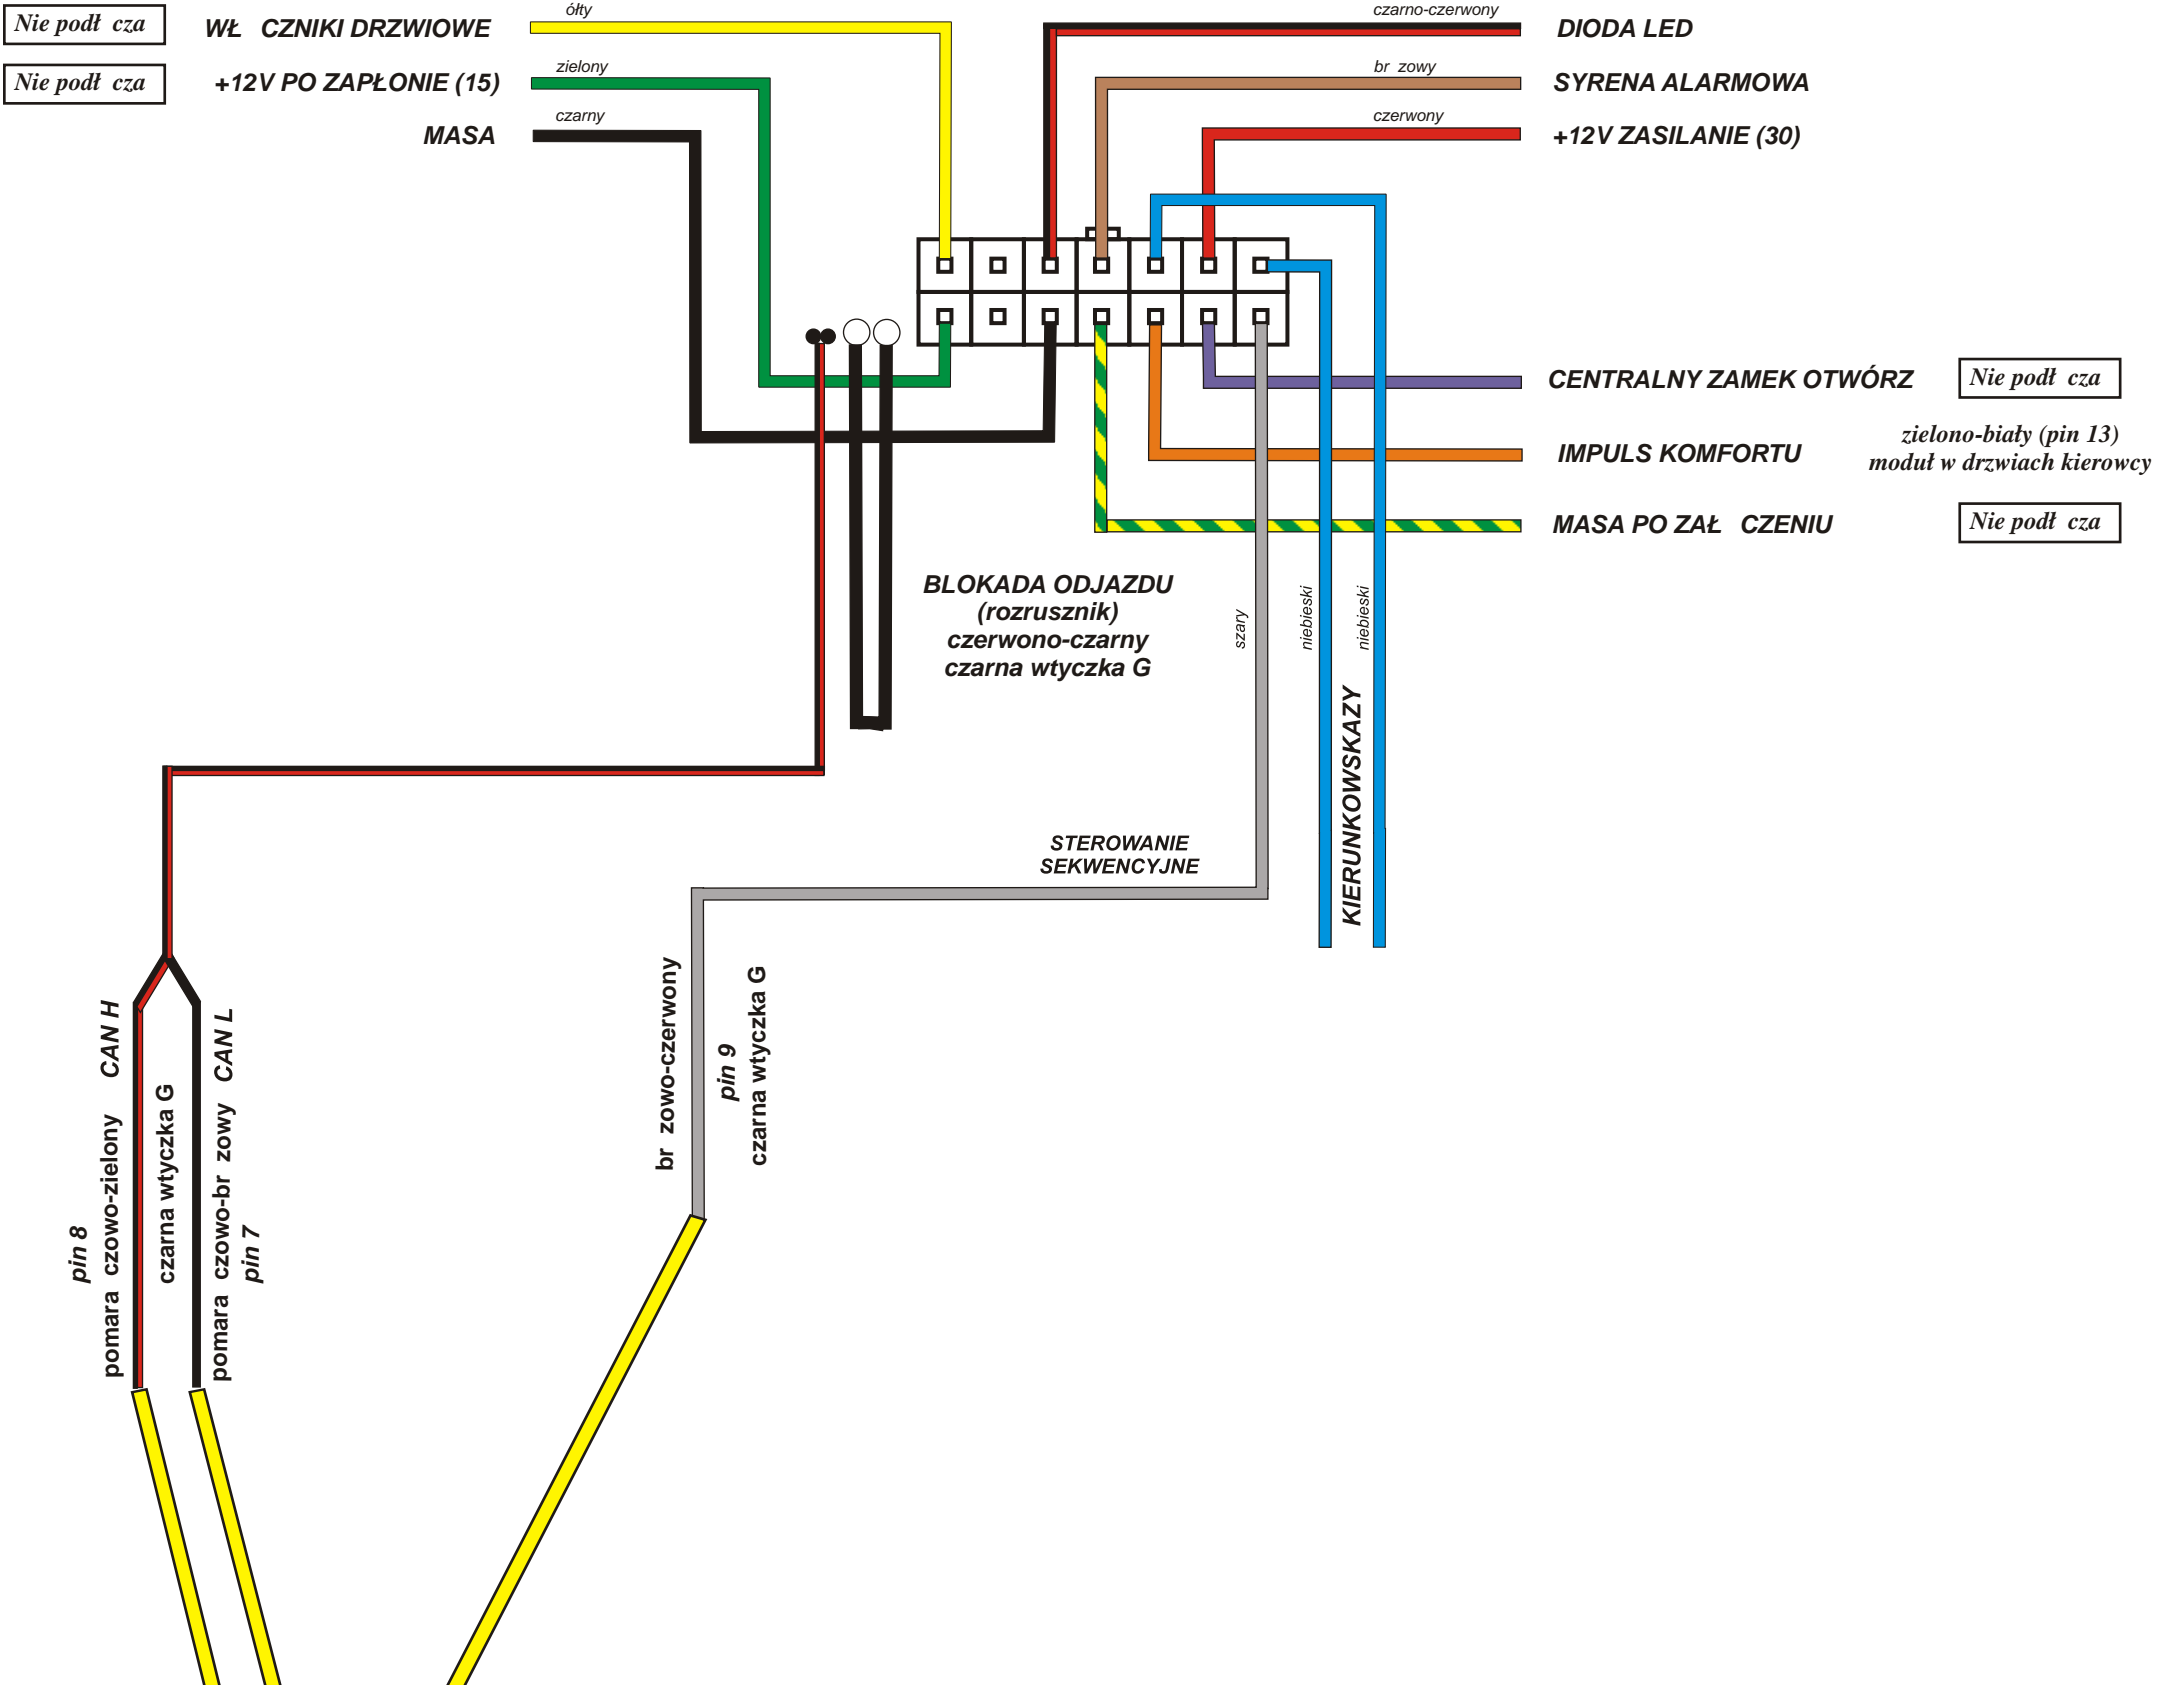 Nie podł cza
WŁ CZNIKI DRZWIOWE
ółty
czarno-czerwony
DIODA LED
Nie podł cza
+12V PO ZAPŁONIE (15)
zielony
br zowy
SYRENA ALARMOWA
MASA
czarny
czerwony
+12V ZASILANIE (30)
CENTRALNY ZAMEK OTWÓRZ
Nie podł cza
IMPULS KOMFORTU
zielono-biały (pin 13)
moduł w drzwiach kierowcy
MASA PO ZAŁ CZENIU
Nie podł cza
BLOKADA ODJAZDU
(rozrusznik)
czerwono-czarny
czarna wtyczka G
szary
niebieski
niebieski
KIERUNKOWSKAZY
STEROWANIE
SEKWENCYJNE
br zowo-czerwony
pin 9
czarna wtyczka G
pin 8
pomara czowo-zielony CAN H
czarna wtyczka G
pomara czowo-br zowy CAN L
pin 7